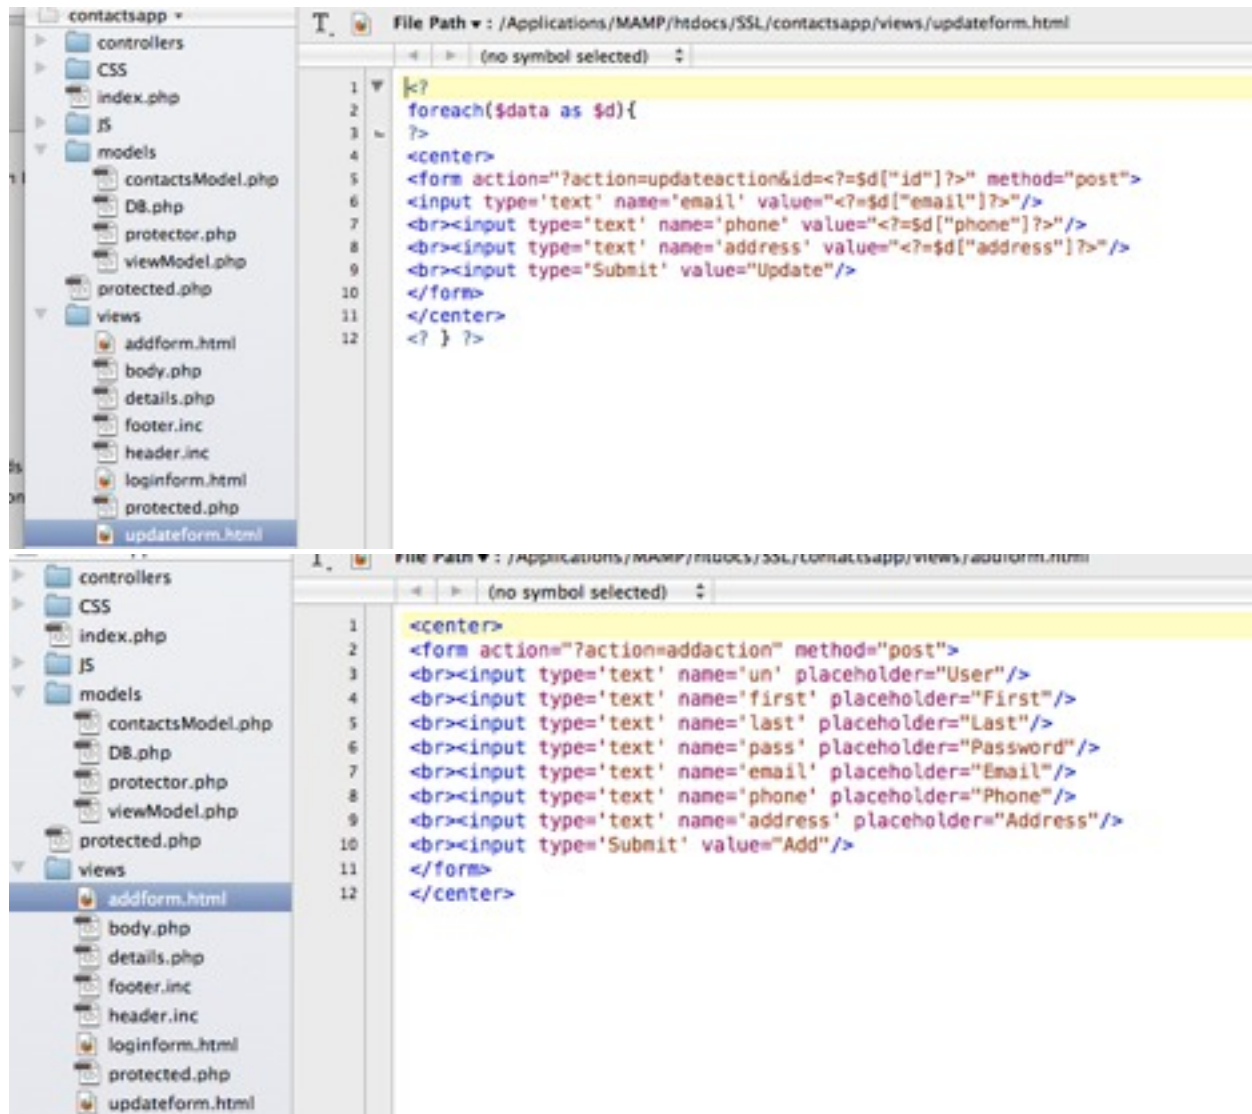 contactsapp
controllers
CSS
index.php
JS
models
contactsModel.php
DB.php
protector.php
viewModel.php
protected.php
views
addform.html
body.php
details.php
footer.inc
header.inc
loginform.html
protected.php
updateform.html
File Path ▾ : /Applications/MAMP/htdocs/SSL/contactsapp/views/updateform.html
(no symbol selected)
1 <?
2 foreach($data as $d){
3 ?>
4 <center>
5 <form action="?action=updateaction&id=<?=$d["id"]?>" method="post">
6 <input type='text' name='email' value="<?=$d["email"]?>"/>
7 <br><input type='text' name='phone' value="<?=$d["phone"]?>"/>
8 <br><input type='text' name='address' value="<?=$d["address"]?>"/>
9 <br><input type='Submit' value="Update"/>
10 </form>
11 </center>
12 <? } ?>
controllers
CSS
index.php
JS
models
contactsModel.php
DB.php
protector.php
viewModel.php
protected.php
views
addform.html
body.php
details.php
footer.inc
header.inc
loginform.html
protected.php
updateform.html
File Path ▾ : /Applications/MAMP/htdocs/SSL/contactsapp/views/addform.html
(no symbol selected)
1 <center>
2 <form action="?action=addaction" method="post">
3 <br><input type='text' name='un' placeholder="User"/>
4 <br><input type='text' name='first' placeholder="First"/>
5 <br><input type='text' name='last' placeholder="Last"/>
6 <br><input type='text' name='pass' placeholder="Password"/>
7 <br><input type='text' name='email' placeholder="Email"/>
8 <br><input type='text' name='phone' placeholder="Phone"/>
9 <br><input type='text' name='address' placeholder="Address"/>
10 <br><input type='Submit' value="Add"/>
11 </form>
12 </center>